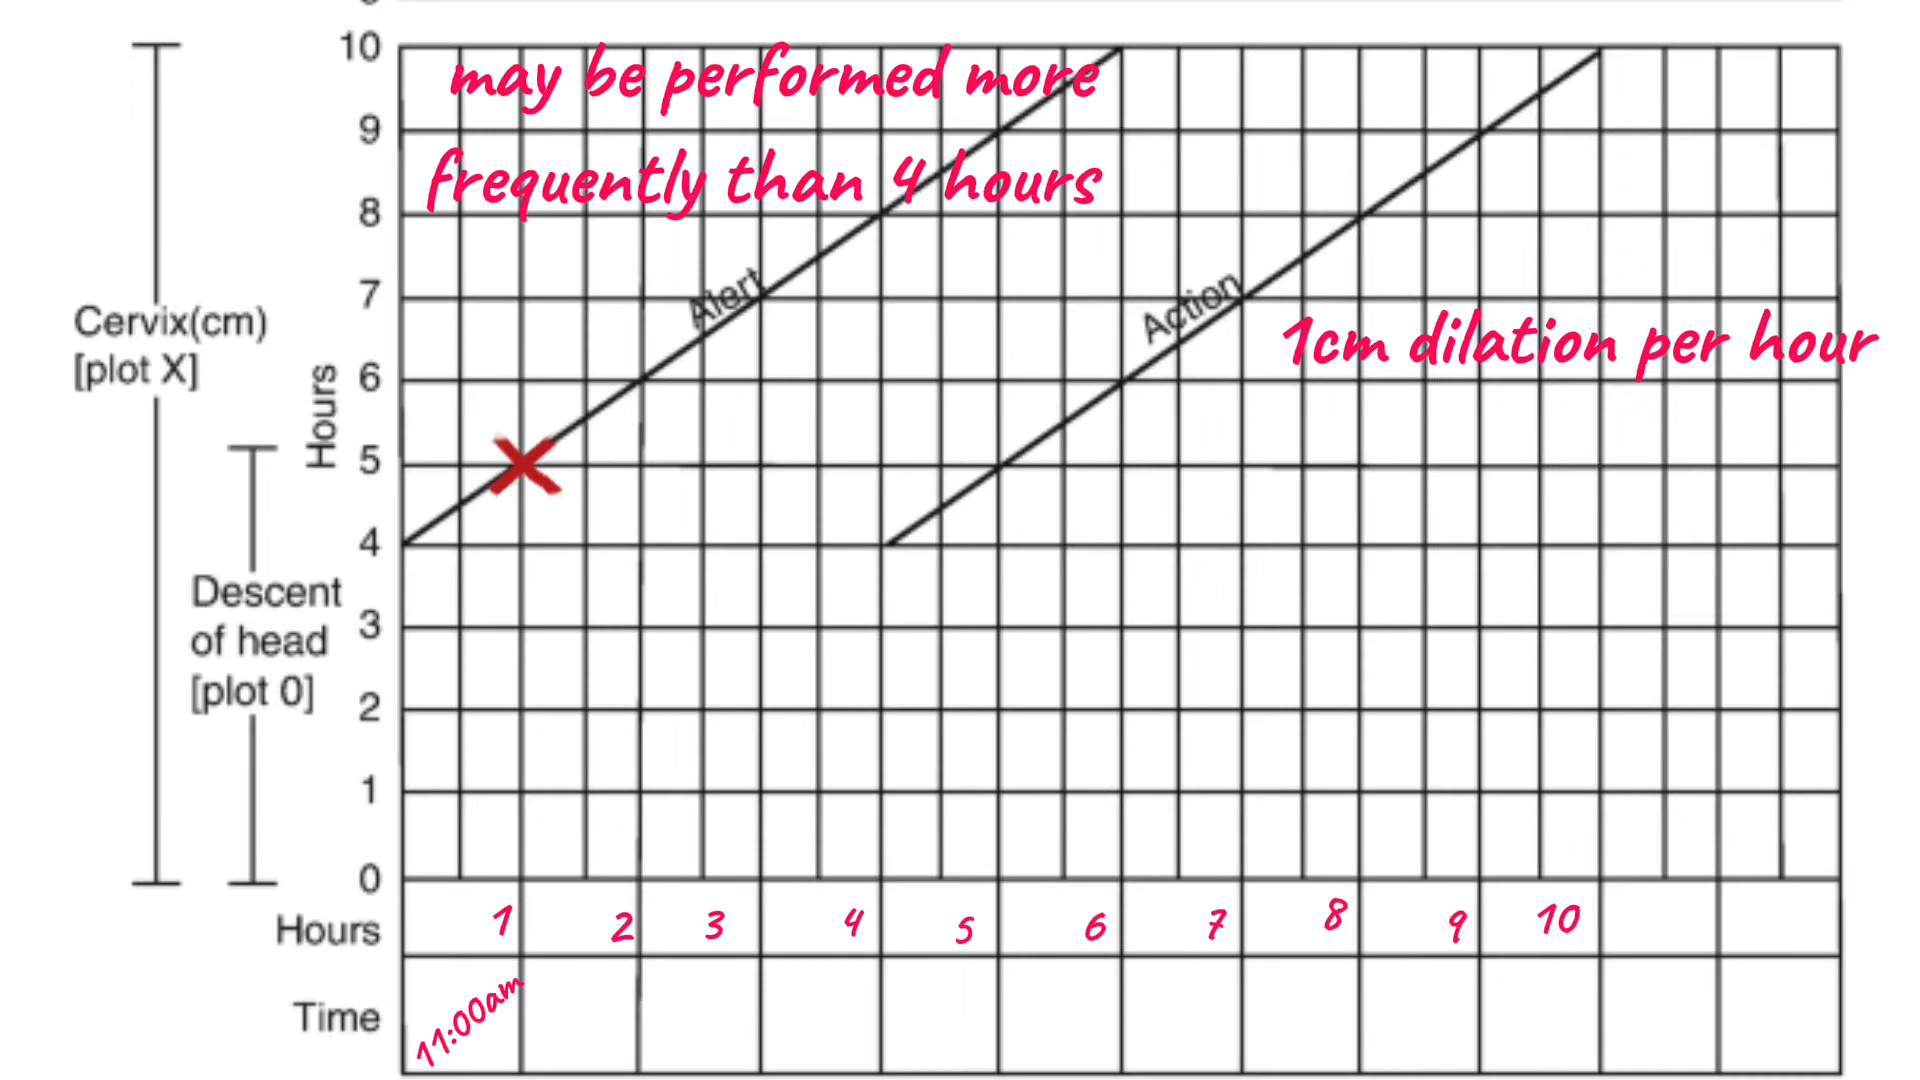 10
may be performed more
9
frequently than 4 hours
8
7
Alert
Action
Cervix(cm)
[plot X]
1cm dilation per hour
6
Hours
5
4
Descent
of head
[plot 0]
3
2
1
0
Hours 1 2 3 4 5 6 7 8 9 10
Time 11:00am